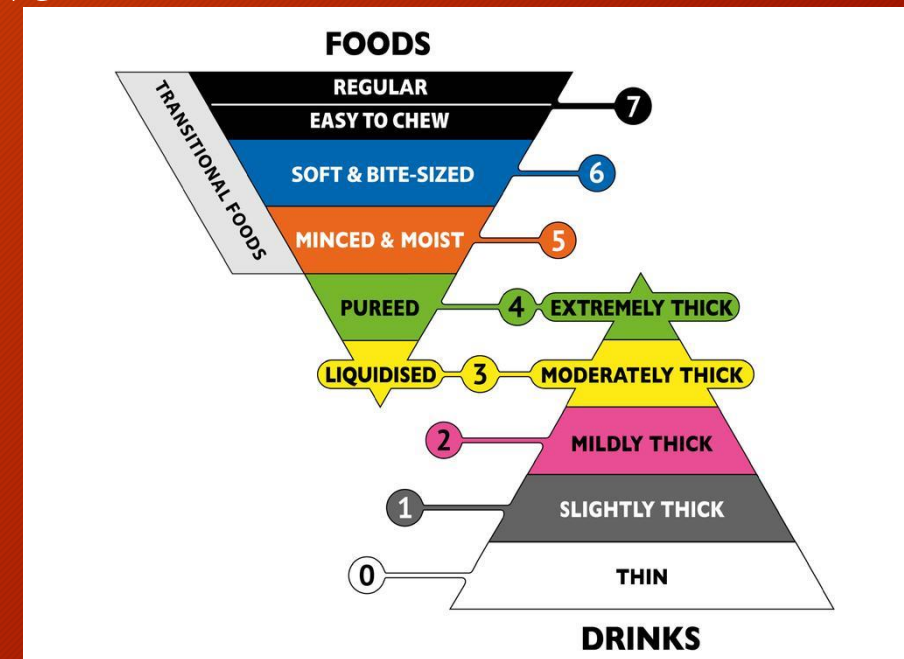 FOODS
REGULAR
7
EASY TO CHEW
TRANSITIONAL FOODS
SOFT & BITE-SIZED
6
MINCED & MOIST
5
PUREED
4
EXTREMELY THICK
LIQUIDISED
3
MODERATELY THICK
2
MILDLY THICK
1
SLIGHTLY THICK
0
THIN
DRINKS